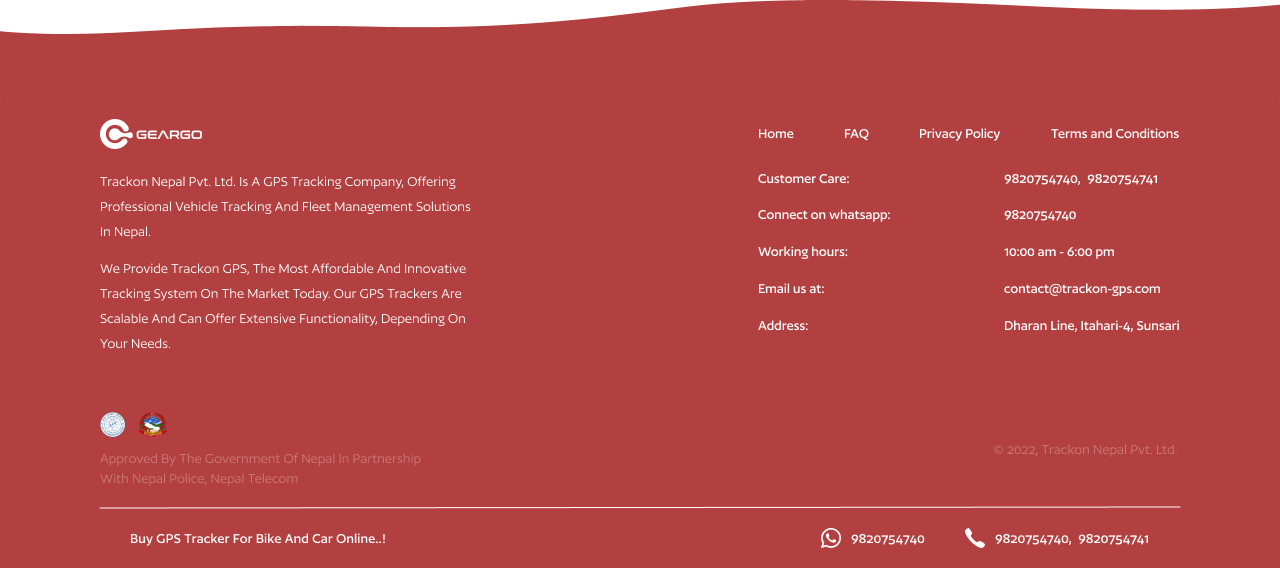 GEARGO
Trackon Nepal Pvt. Ltd. Is A GPS Tracking Company, Offering
Professional Vehicle Tracking And Fleet Management Solutions
In Nepal.
We Provide Trackon GPS, The Most Affordable And Innovative
Tracking System On The Market Today. Our GPS Trackers Are
Scalable And Can Offer Extensive Functionality, Depending On
Your Needs.
Home FAQ Privacy Policy Terms and Conditions
Customer Care: 9820754740, 9820754741
Connect on whatsapp: 9820754740
Working hours: 10:00 am - 6:00 pm
Email us at: contact@trackon-gps.com
Address: Dharan Line, Itahari-4, Sunsari
Approved By The Government Of Nepal In Partnership
With Nepal Police, Nepal Telecom
© 2022, Trackon Nepal Pvt. Ltd.
Buy GPS Tracker For Bike And Car Online..! 9820754740 9820754740, 9820754741